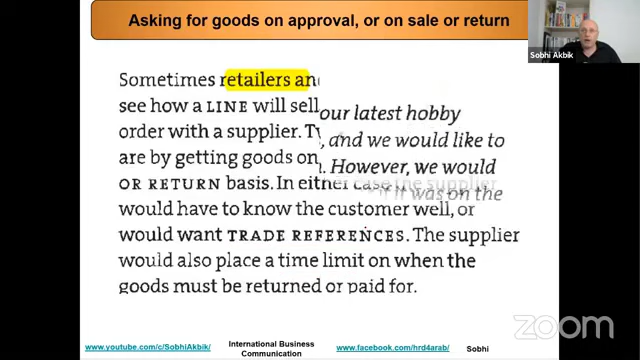 Asking for goods on approval, or on sale or return
Sobhi Akbik
Sometimes retailers an
see how a LINE will sell
order with a supplier. Tw
are by getting goods on
OR RETURN basis. In either case the supplier
would have to know the customer well, or
would want TRADE REFERENCES. The supplier
would also place a time limit on when the
goods must be returned or paid for.
our latest hobby
, and we would like to
. However, we would
it was on the
www.youtube.com/c/SobhiAkbik/
International Business
Communication
www.facebook.com/hrd4arab/
Sobhi
zoom